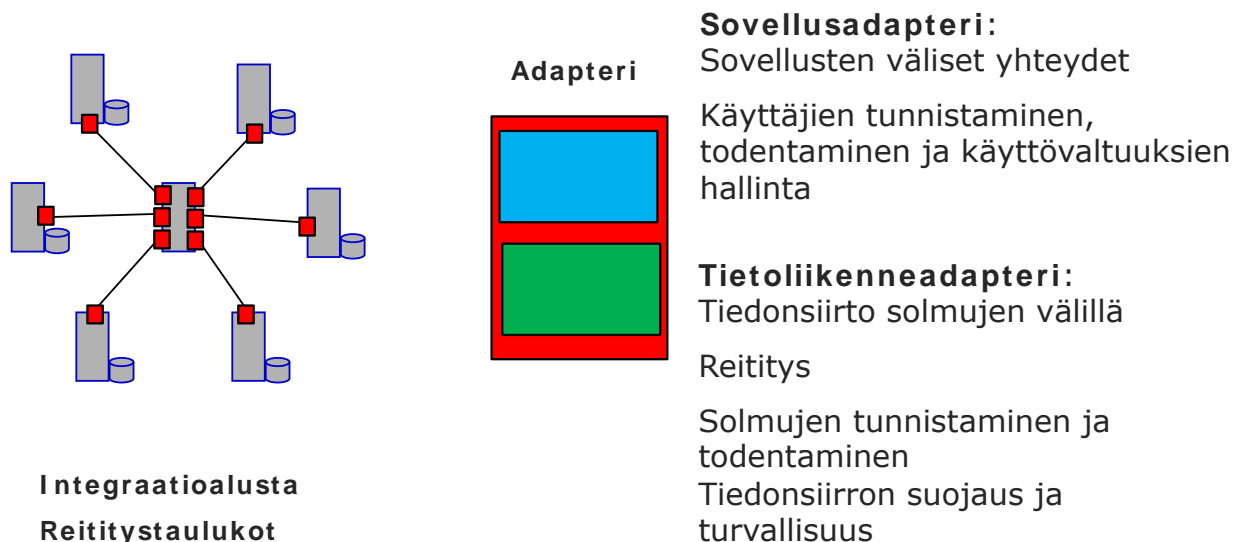 Adapteri
Integraatioalusta
Reititystaulukot
Sovellusadapteri:
Sovellusten väliset yhteydet
Käyttäjien tunnistaminen,
todentaminen ja käyttövaltuuksien
hallinta
Tietoliikenneadapteri:
Tiedonsiirto solmujen välillä
Reititys
Solmujen tunnistaminen ja
todentaminen
Tiedonsiirron suojaus ja
turvallisuus